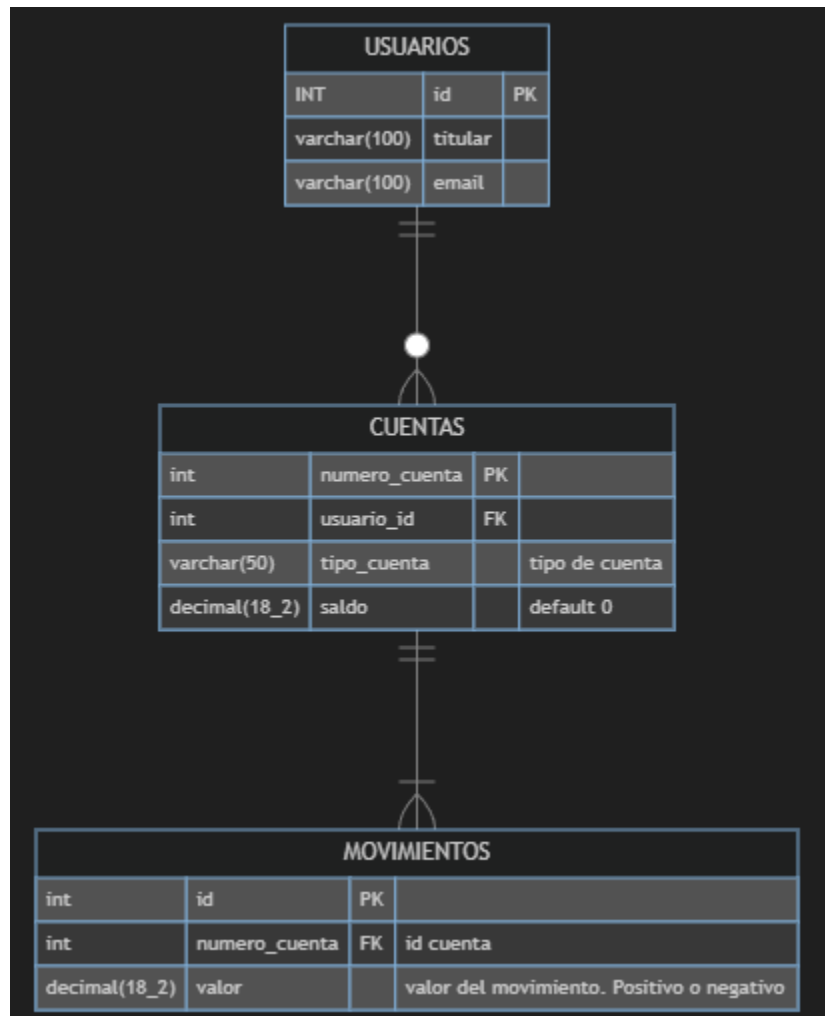 USUARIOS
INT id PK
varchar(100) titular
varchar(100) email
CUENTAS
int numero_cuenta PK
int usuario_id FK
varchar(50) tipo_cuenta tipo de cuenta
decimal(18_2) saldo default 0
MOVIMIENTOS
int id PK
int numero_cuenta FK id cuenta
decimal(18_2) valor valor del movimiento. Positivo o negativo